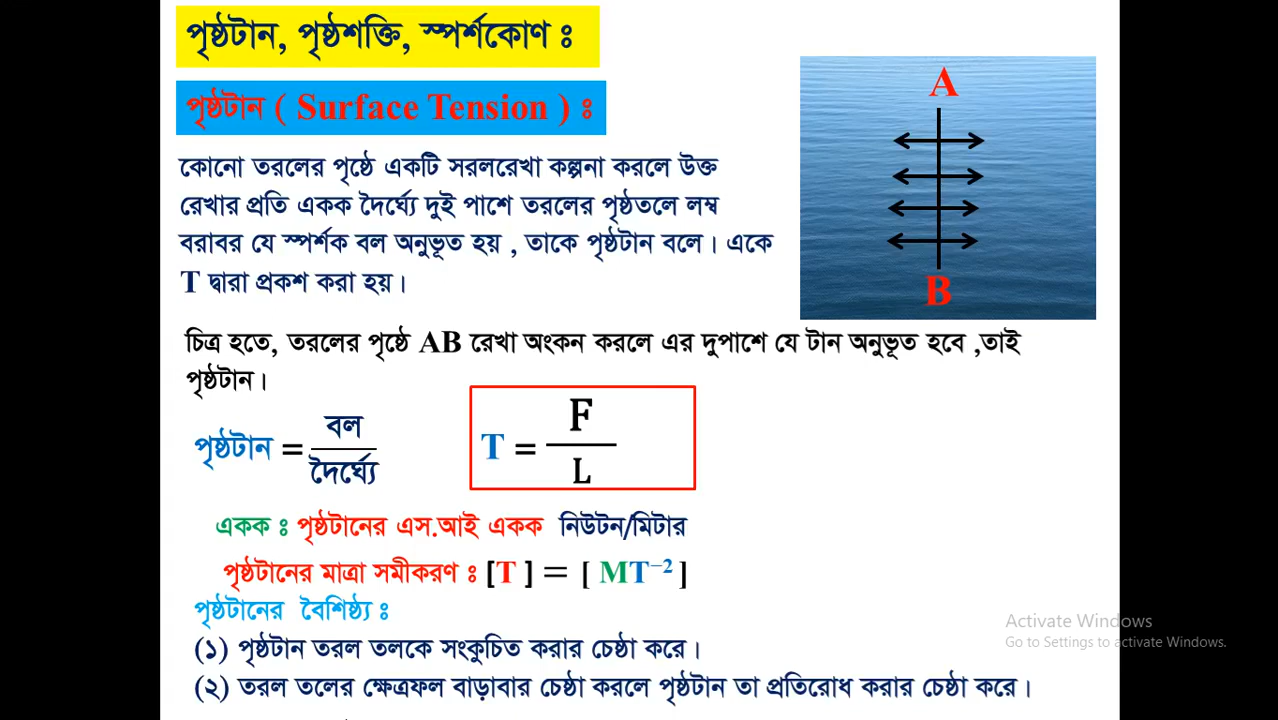 পৃষ্ঠটান, পৃষ্ঠশক্তি, স্পর্শকোণ ঃ
পৃষ্ঠটান ( Surface Tension ) ঃ
কোনো তরলের পৃষ্ঠে একটি সরলরেখা কল্পনা করলে উক্ত
রেখার প্রতি একক দৈর্ঘ্যে দুই পাশে তরলের পৃষ্ঠতলে লম্ব
বরাবর যে স্পর্শক বল অনুভূত হয় , তাকে পৃষ্ঠটান বলে। একে
T দ্বারা প্রকশ করা হয়।
A
B
চিত্র হতে, তরলের পৃষ্ঠে AB রেখা অংকন করলে এর দুপাশে যে টান অনুভূত হবে ,তাই
পৃষ্ঠটান।
পৃষ্ঠটান = বল / দৈর্ঘ্যে
T = F / L
একক ঃ পৃষ্ঠটানের এস.আই একক নিউটন/মিটার
পৃষ্ঠটানের মাত্রা সমীকরণ ঃ [T ] = [ MT⁻² ]
পৃষ্ঠটানের বৈশিষ্ঠ্য ঃ
(১) পৃষ্ঠটান তরল তলকে সংকুচিত করার চেষ্ঠা করে।
(২) তরল তলের ক্ষেত্রফল বাড়াবার চেষ্ঠা করলে পৃষ্ঠটান তা প্রতিরোধ করার চেষ্ঠা করে।
Activate Windows
Go to Settings to activate Windows.